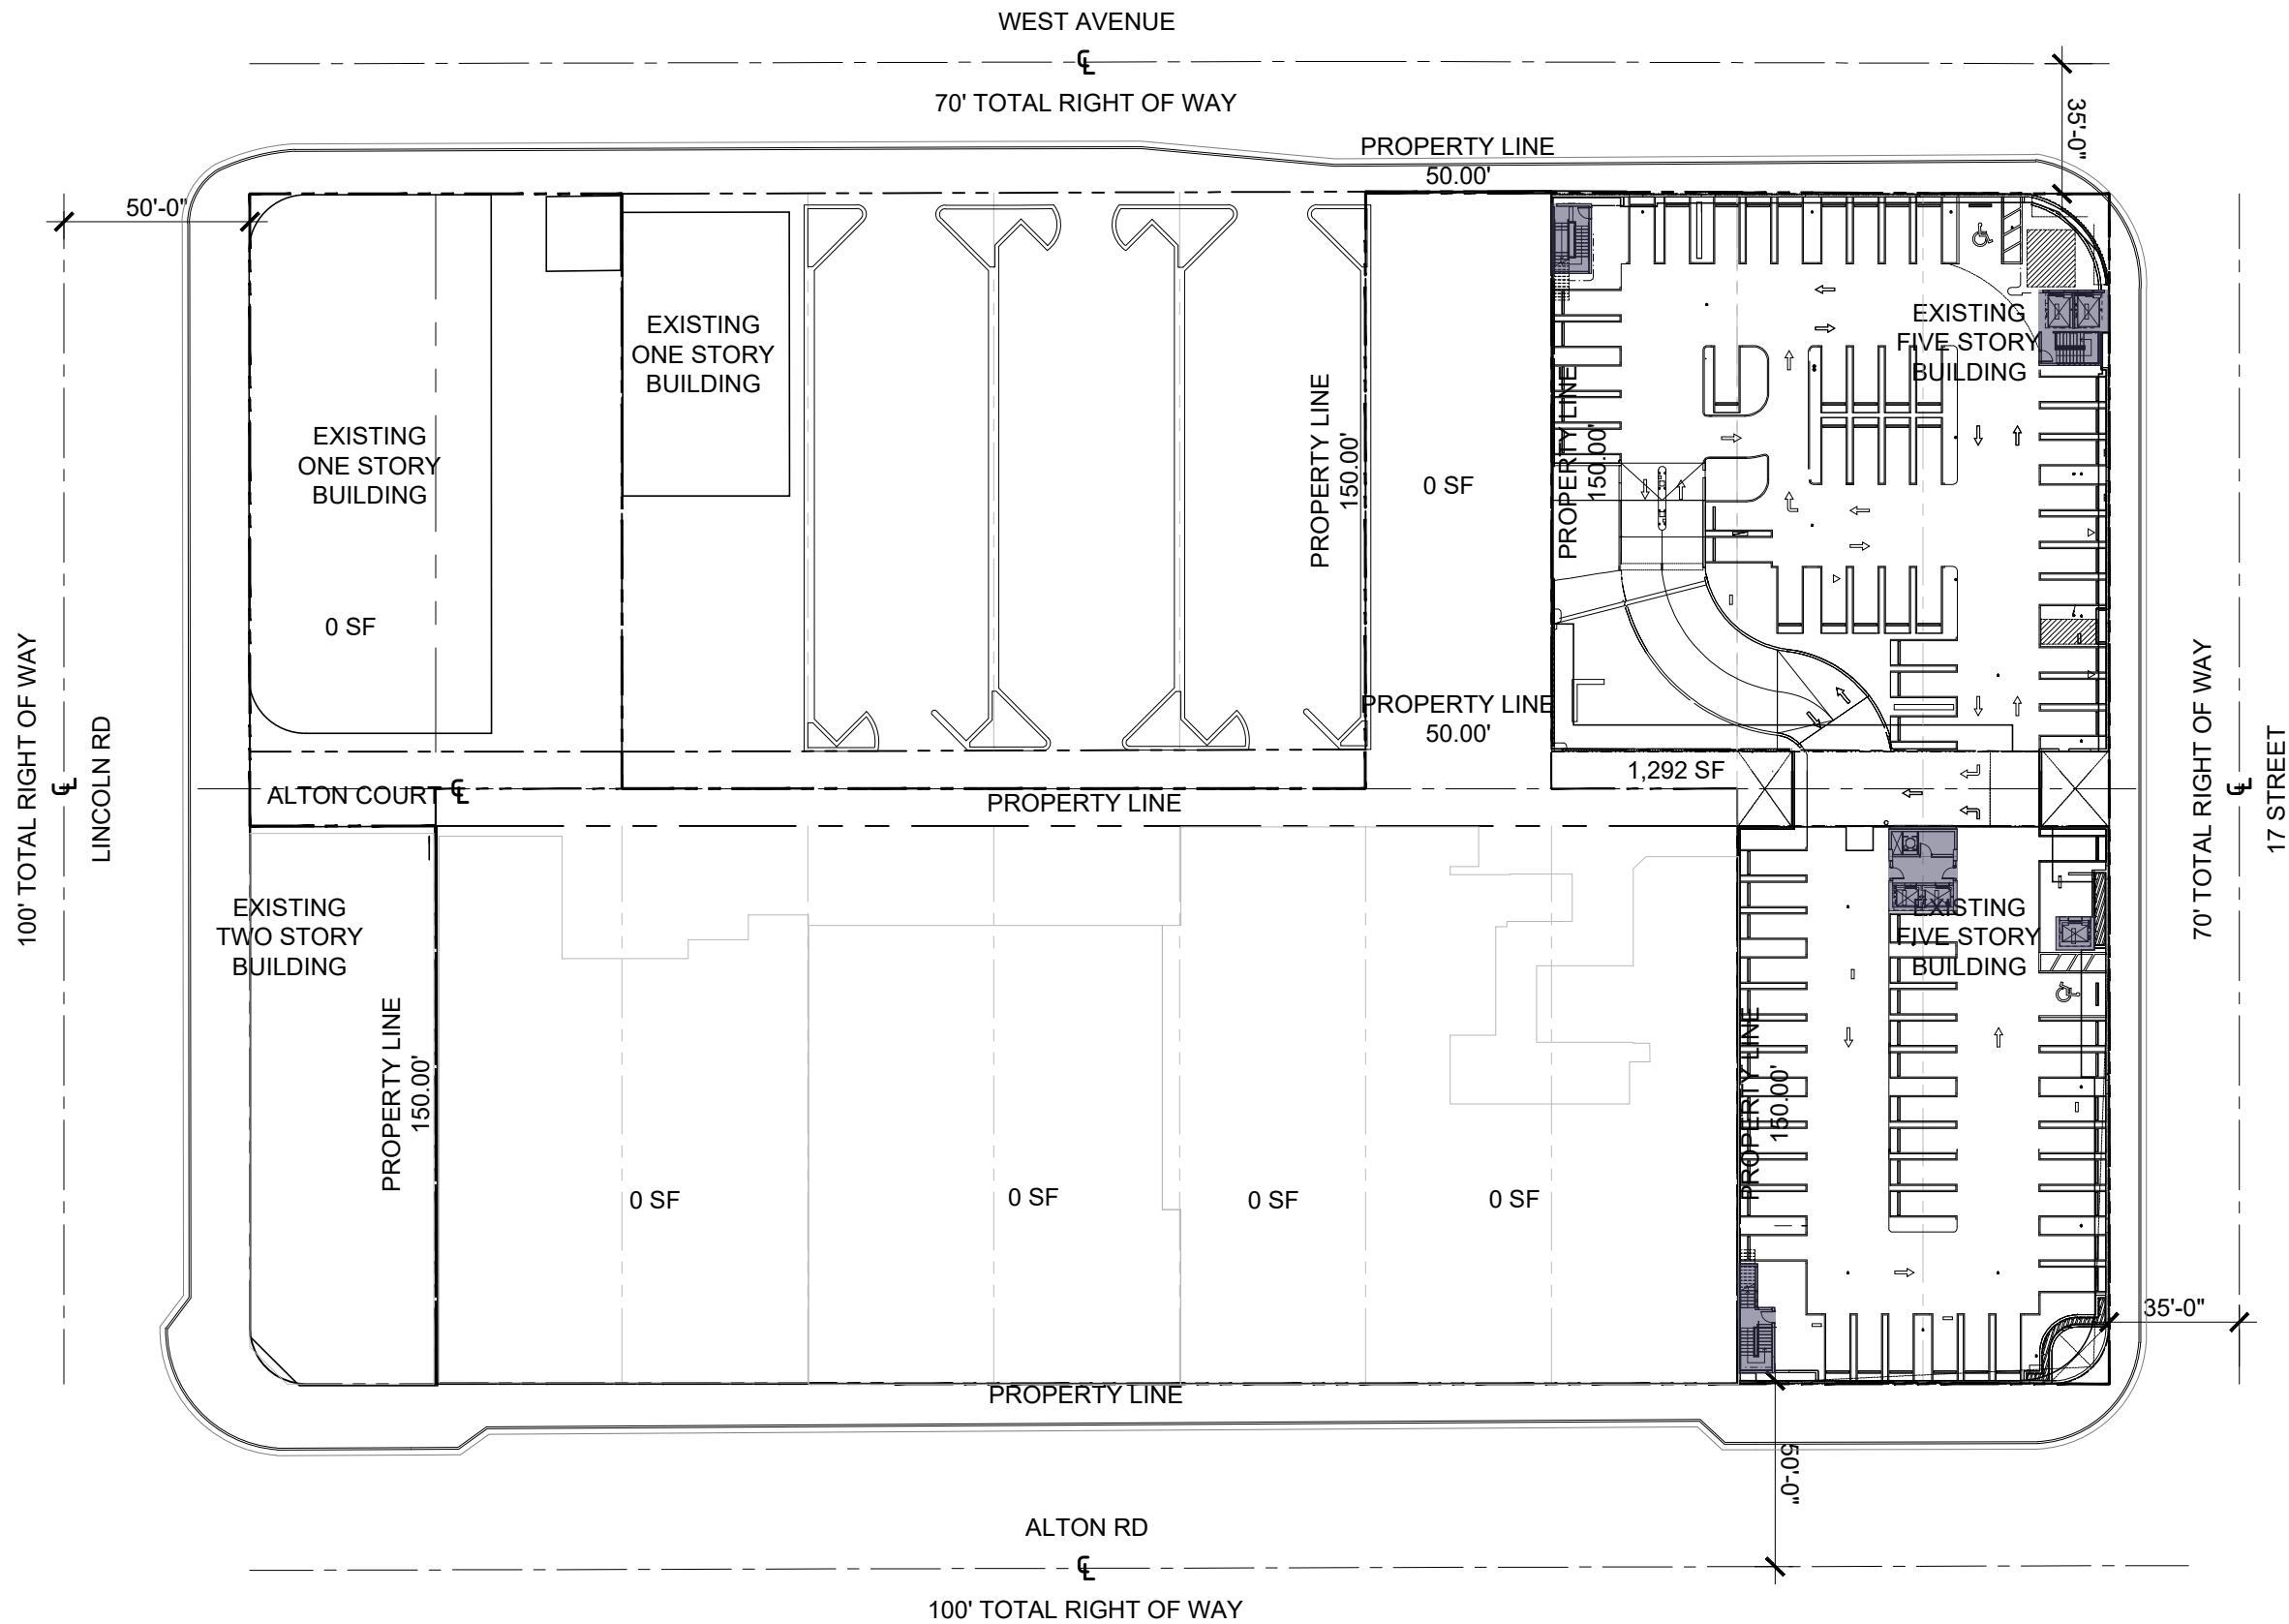 WEST AVENUE
70' TOTAL RIGHT OF WAY
35'-0"
PROPERTY LINE
50.00'
50'-0"
EXISTING
ONE STORY
BUILDING
EXISTING
ONE STORY
BUILDING
0 SF
PROPERTY LINE
150.00'
0 SF
PROPERTY LINE
150.00'
EXISTING
FIVE STORY
BUILDING
100' TOTAL RIGHT OF WAY
LINCOLN RD
PROPERTY LINE
50.00'
1,292 SF
70' TOTAL RIGHT OF WAY
17 STREET
ALTON COURT
PROPERTY LINE
EXISTING
TWO STORY
BUILDING
PROPERTY LINE
150.00'
EXISTING
FIVE STORY
BUILDING
PROPERTY LINE
150.00'
0 SF
0 SF
0 SF
0 SF
35'-0"
PROPERTY LINE
50'-0"
ALTON RD
100' TOTAL RIGHT OF WAY